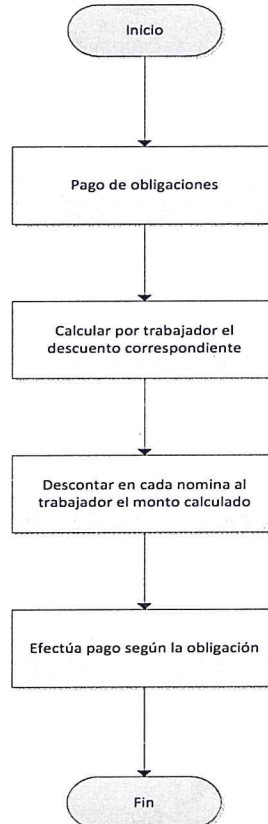 Inicio
Pago de obligaciones
Calcular por trabajador el
descuento correspondiente
Descontar en cada nomina al
trabajador el monto calculado
Efectúa pago según la obligación
Fin